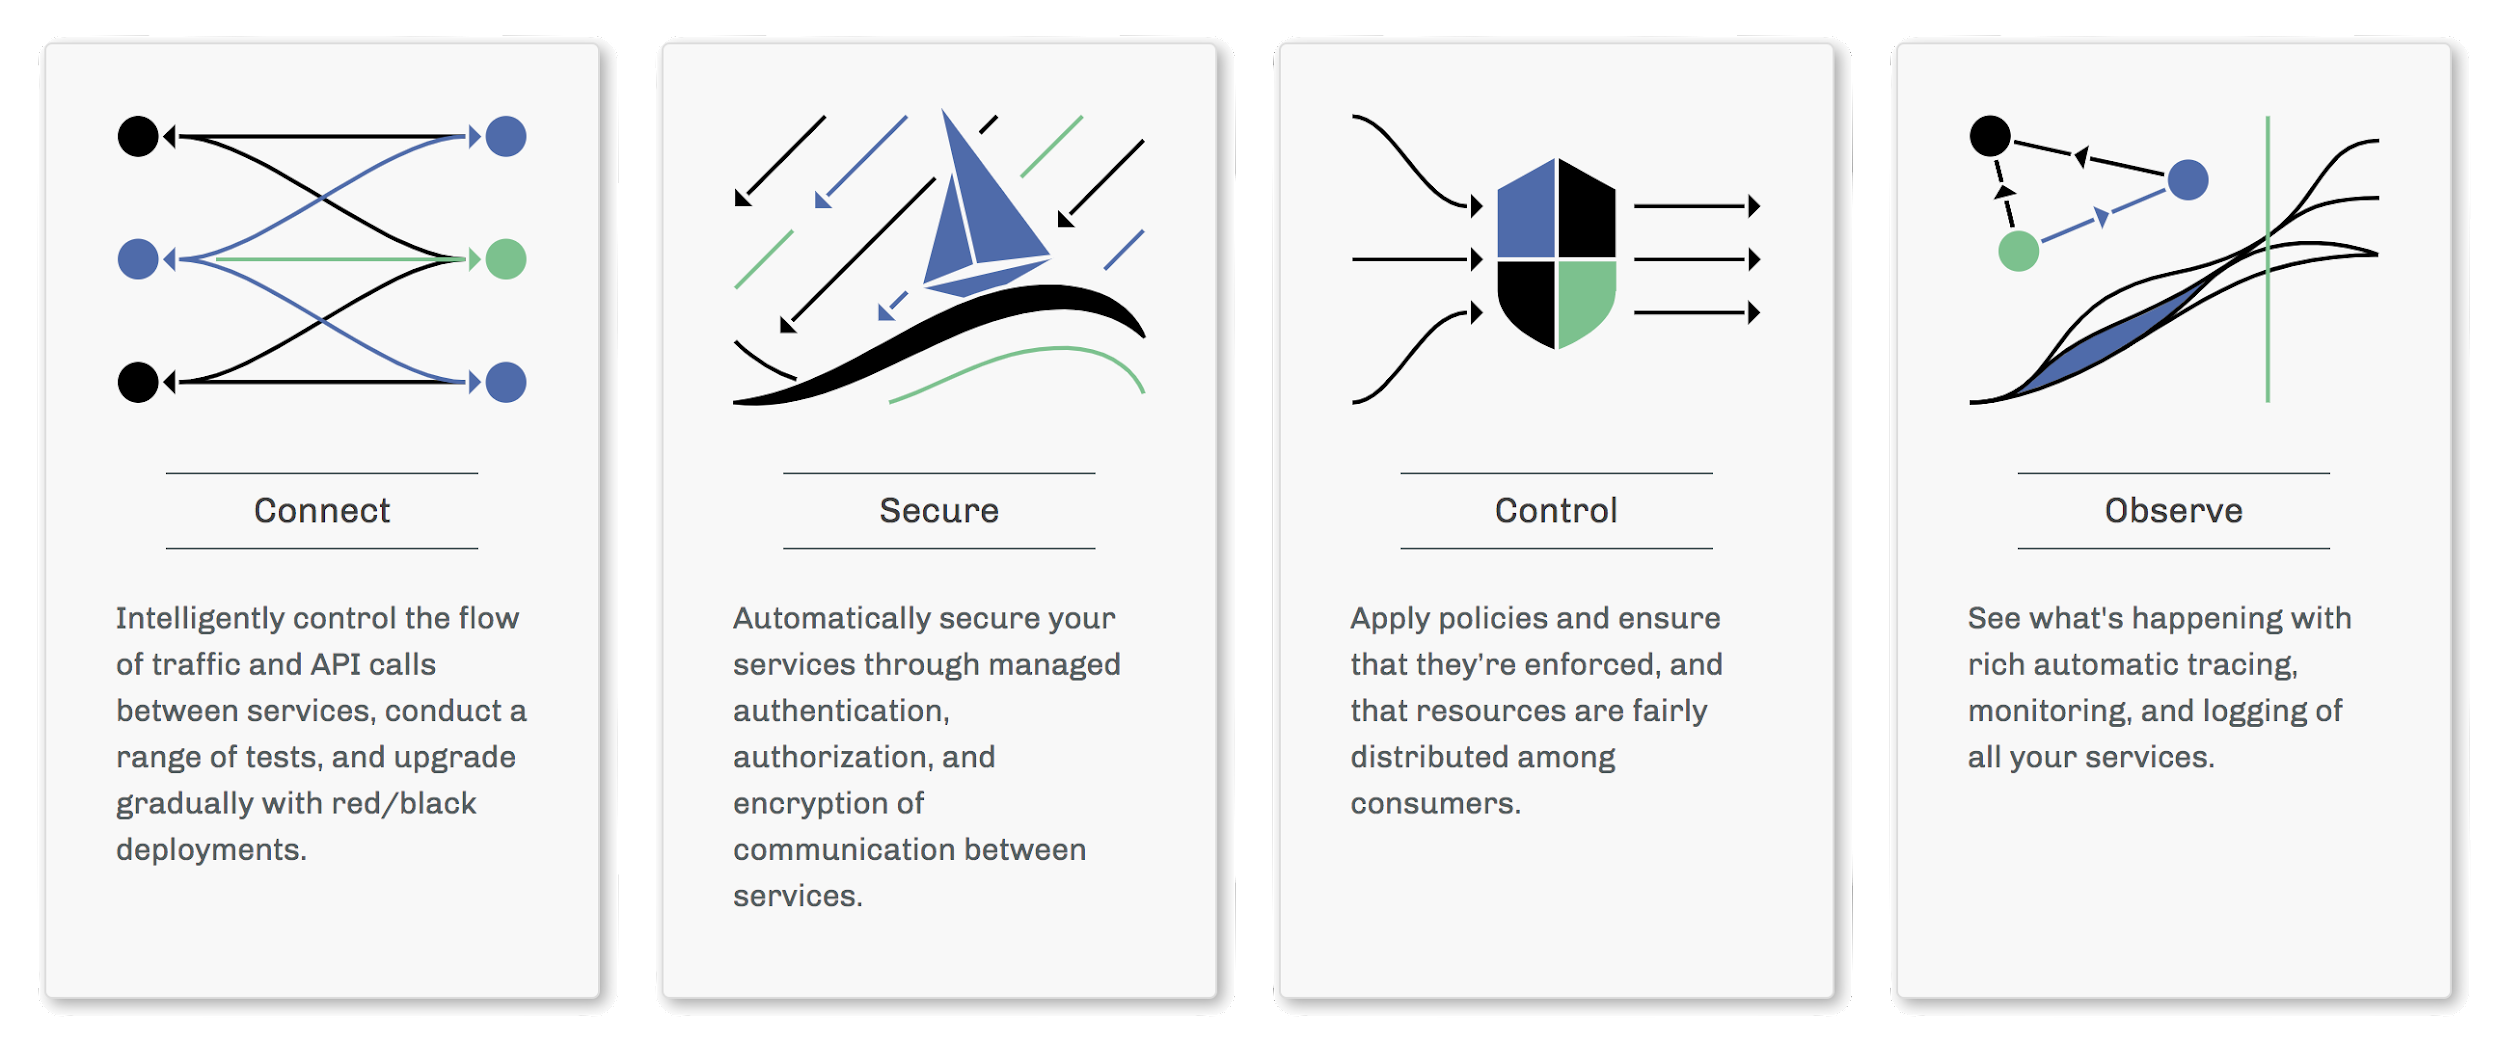 Connect
Intelligently control the flow
of traffic and API calls
between services, conduct a
range of tests, and upgrade
gradually with red/black
deployments.
Secure
Automatically secure your
services through managed
authentication,
authorization, and
encryption of
communication between
services.
Control
Apply policies and ensure
that they’re enforced, and
that resources are fairly
distributed among
consumers.
Observe
See what's happening with
rich automatic tracing,
monitoring, and logging of
all your services.